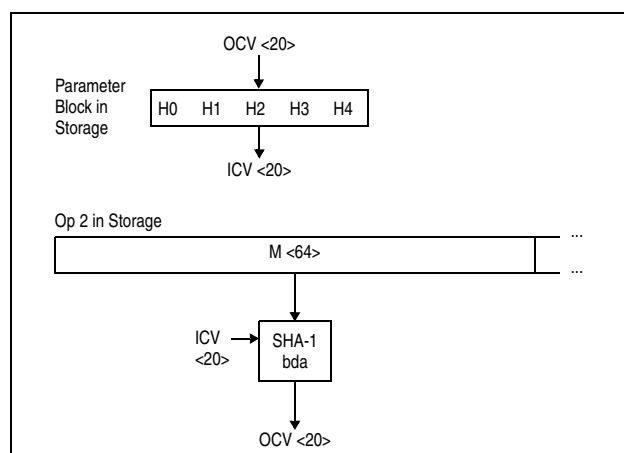 OCV <20>
Parameter
Block in
Storage
H0 H1 H2 H3 H4
ICV <20>
Op 2 in Storage
...
M <64>
...
ICV
<20>
SHA-1
bda
OCV <20>